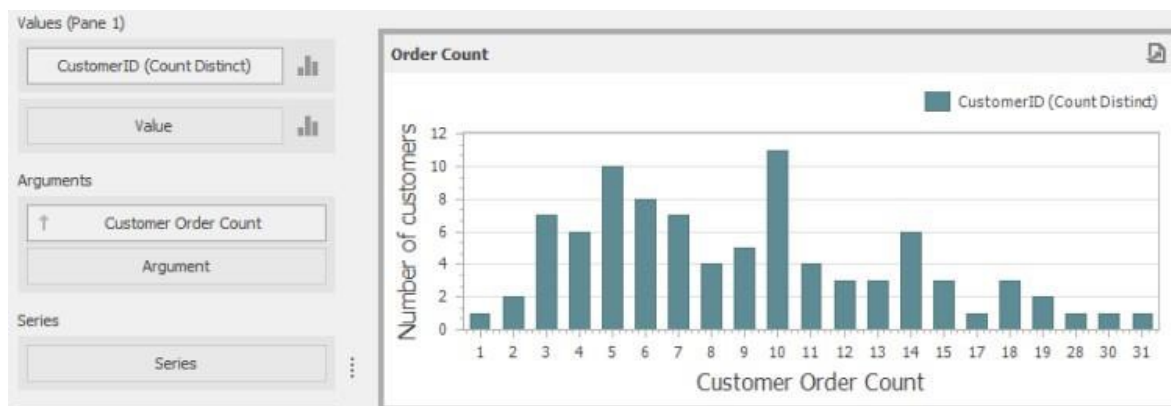 Values (Pane 1)
CustomerID (Count Distinct)
Value
Arguments
Customer Order Count
Argument
Series
Series
Order Count
CustomerID (Count Distinct)
Number of customers
12
10
8
6
4
2
0
1 2 3 4 5 6 7 8 9 10 11 12 13 14 15 17 18 19 28 30 31
Customer Order Count